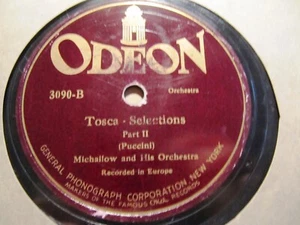 ODEON
3090-B
Orchestra
Tosca - Selections
Part II
(Puccini)
Michailow and His Orchestra
Recorded in Europe
GENERAL PHONOGRAPH CORPORATION, NEW YORK
MAKERS OF THE FAMOUS OKeh RECORDS